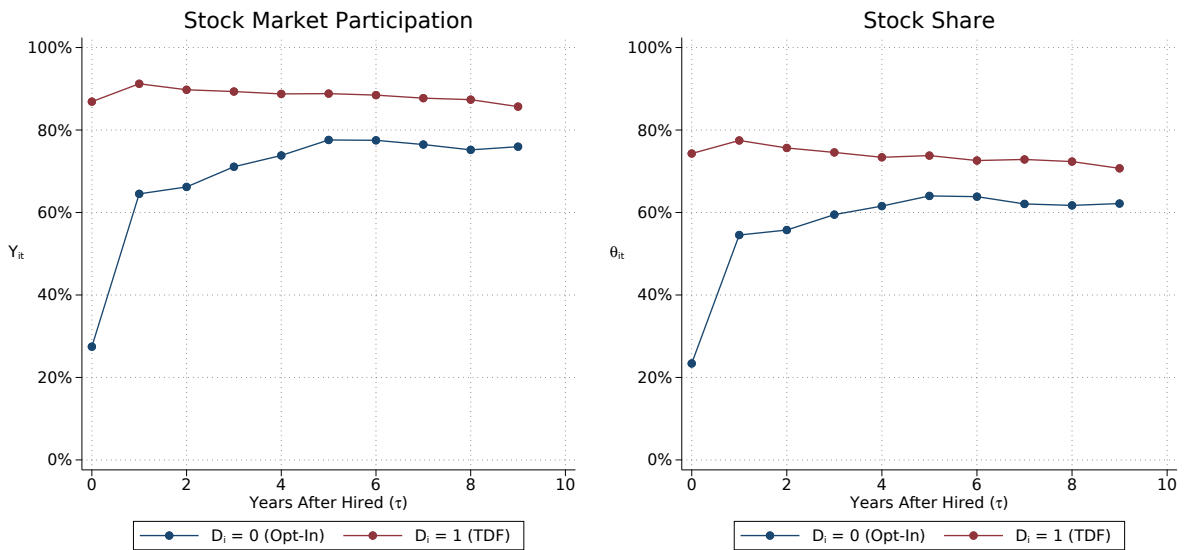 Stock Market Participation
100%
80%
60%
Yᵢₜ
40%
20%
0%
0 2 4 6 8 10
Years After Hired (τ)
Dᵢ = 0 (Opt-In) Dᵢ = 1 (TDF)
Stock Share
100%
80%
60%
θᵢₜ
40%
20%
0%
0 2 4 6 8 10
Years After Hired (τ)
Dᵢ = 0 (Opt-In) Dᵢ = 1 (TDF)